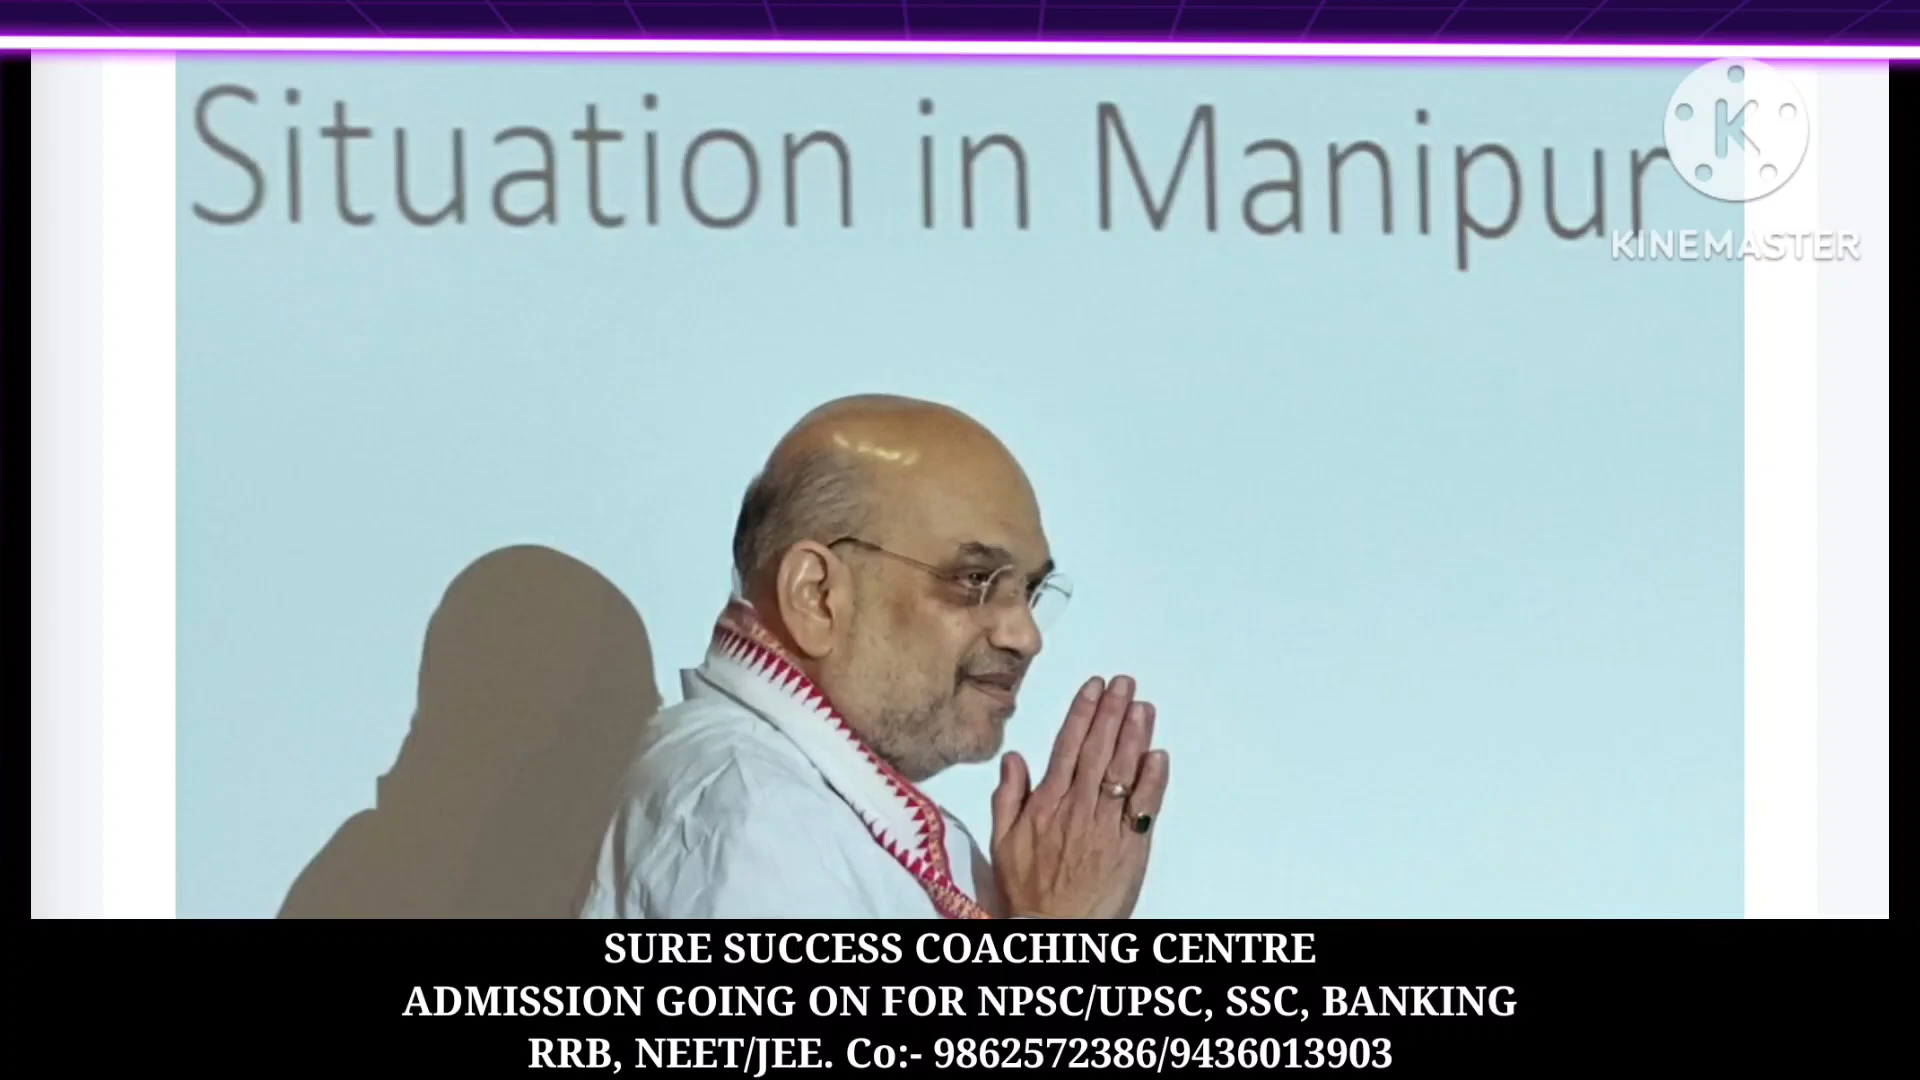 Situation in Manipur
K
KINEMASTER
SURE SUCCESS COACHING CENTRE
ADMISSION GOING ON FOR NPSC/UPSC, SSC, BANKING
RRB, NEET/JEE. Co:- 9862572386/9436013903